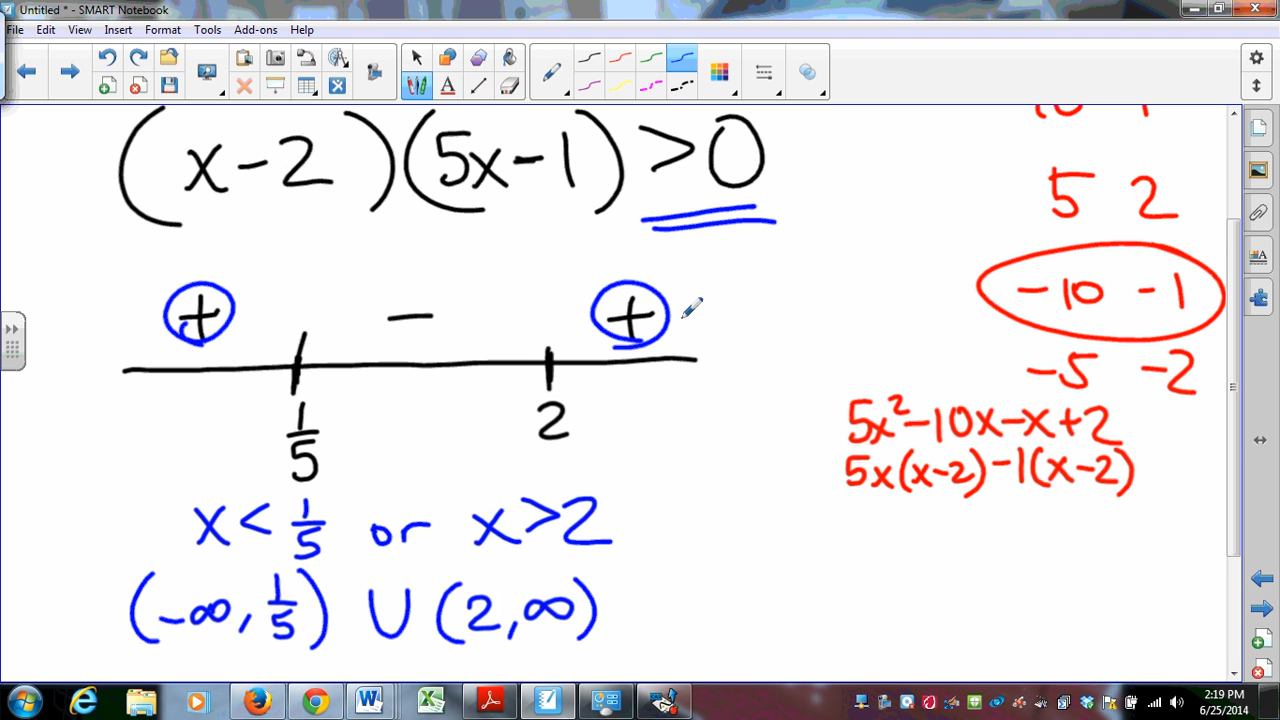 Untitled * - SMART Notebook
File Edit View Insert Format Tools Add-ons Help
(x-2)(5x-1)>0
+ - +
1/5 2
x < 1/5 or x>2
(-∞, 1/5) ∪ (2, ∞)
5 2
-10 -1
-5 -2
5x²-10x-x+2
5x(x-2)-1(x-2)
2:19 PM
6/25/2014